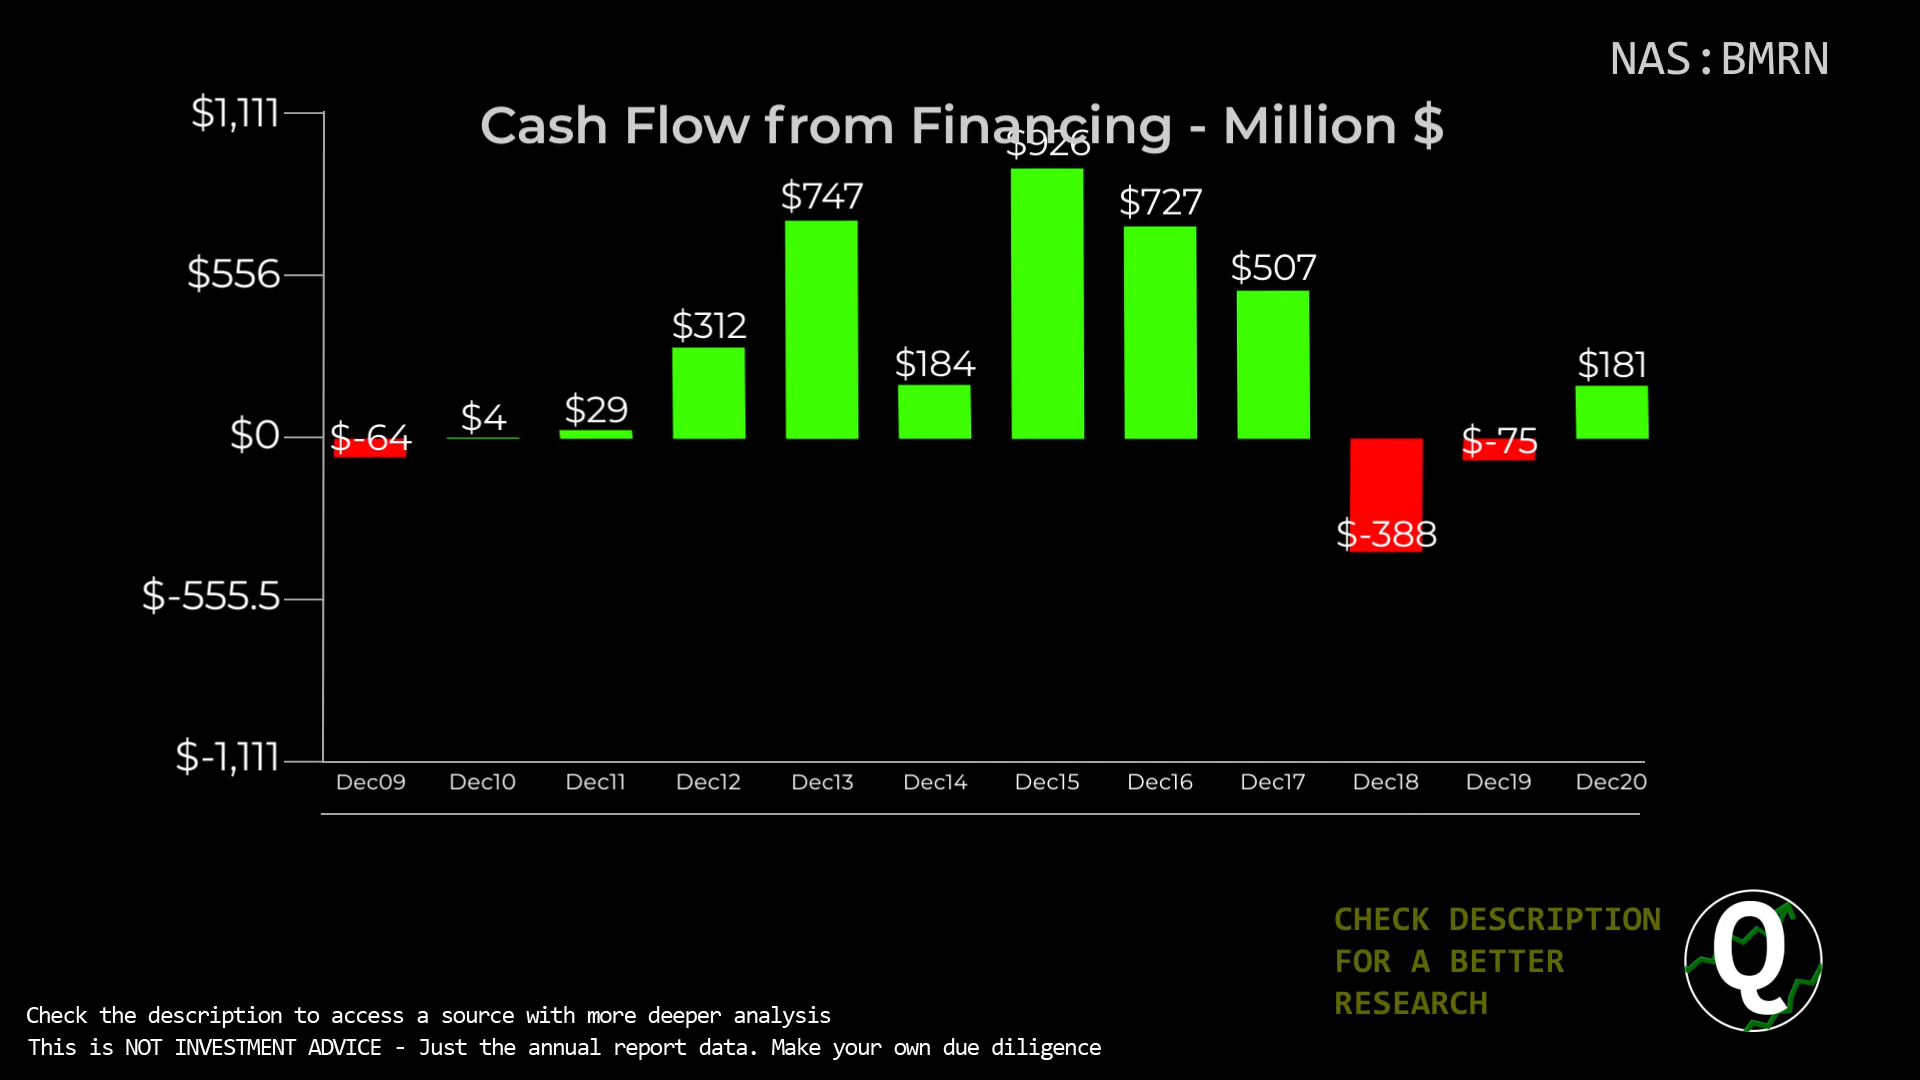 NAS:BMRN
Cash Flow from Financing - Million $
$1,111
$556
$0
$-555.5
$-1,111
$-64
$4
$29
$312
$747
$184
$926
$727
$507
$-388
$-75
$181
Dec09 Dec10 Dec11 Dec12 Dec13 Dec14 Dec15 Dec16 Dec17 Dec18 Dec19 Dec20
CHECK DESCRIPTION
FOR A BETTER
RESEARCH
Q
Check the description to access a source with more deeper analysis
This is NOT INVESTMENT ADVICE - Just the annual report data. Make your own due diligence